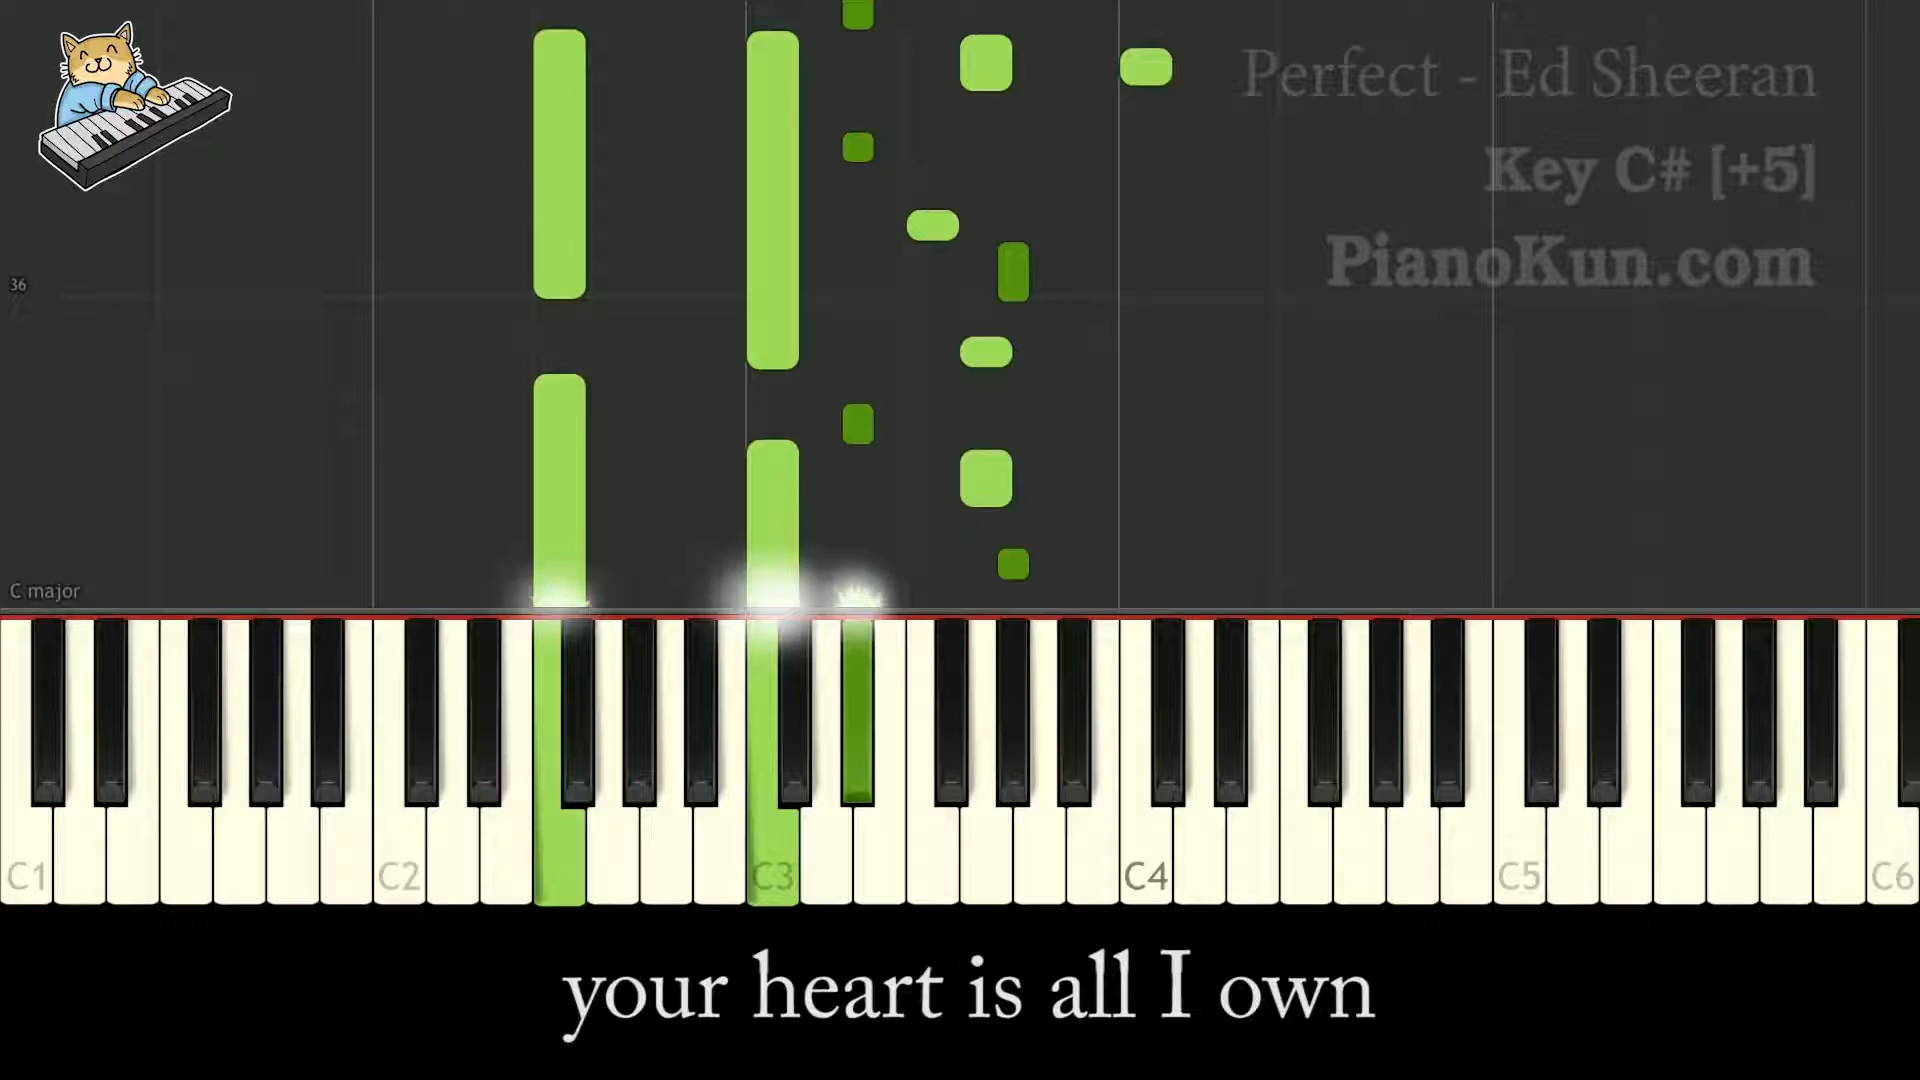 Perfect - Ed Sheeran
Key C# [+5]
PianoKun.com
36
C major
C1 C2 C3 C4 C5 C6
your heart is all I own